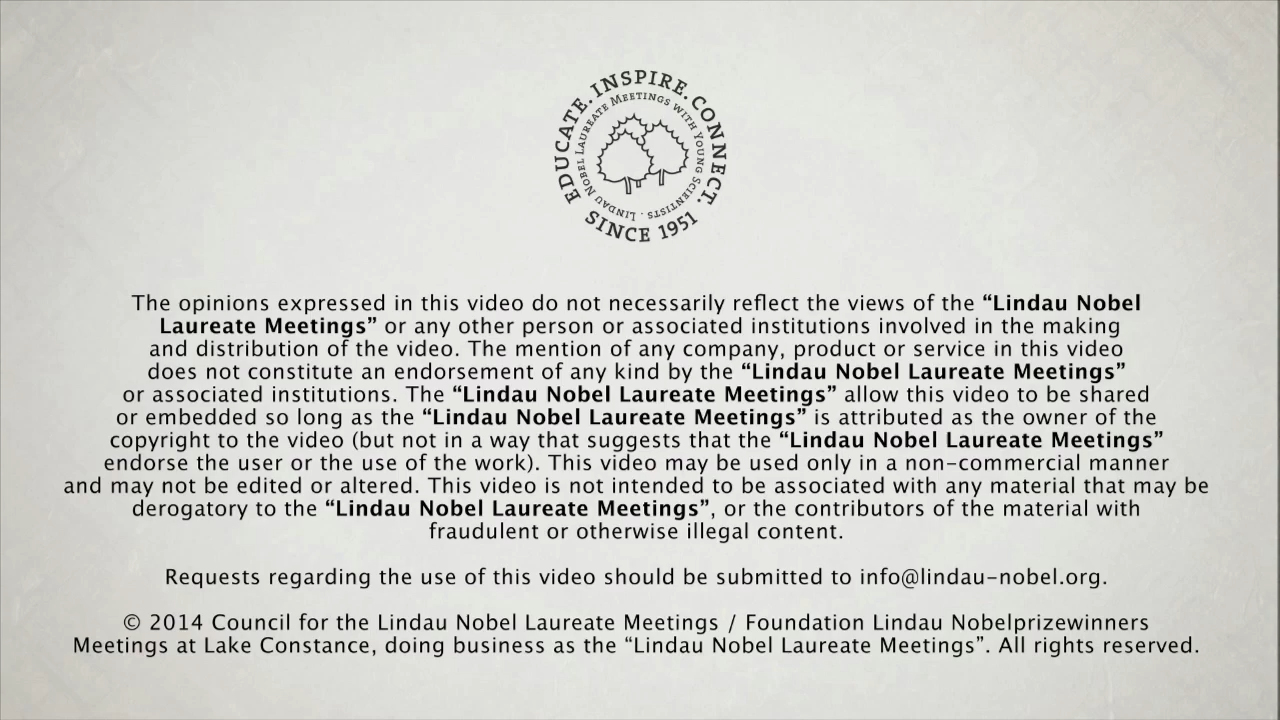 EDUCATE. INSPIRE. CONNECT.
LINDAU NOBEL LAUREATE MEETINGS WITH YOUNG SCIENTISTS ·
SINCE 1951
The opinions expressed in this video do not necessarily reflect the views of the “Lindau Nobel
Laureate Meetings” or any other person or associated institutions involved in the making
and distribution of the video. The mention of any company, product or service in this video
does not constitute an endorsement of any kind by the “Lindau Nobel Laureate Meetings”
or associated institutions. The “Lindau Nobel Laureate Meetings” allow this video to be shared
or embedded so long as the “Lindau Nobel Laureate Meetings” is attributed as the owner of the
copyright to the video (but not in a way that suggests that the “Lindau Nobel Laureate Meetings”
endorse the user or the use of the work). This video may be used only in a non-commercial manner
and may not be edited or altered. This video is not intended to be associated with any material that may be
derogatory to the “Lindau Nobel Laureate Meetings”, or the contributors of the material with
fraudulent or otherwise illegal content.
Requests regarding the use of this video should be submitted to info@lindau-nobel.org.
© 2014 Council for the Lindau Nobel Laureate Meetings / Foundation Lindau Nobelprizewinners
Meetings at Lake Constance, doing business as the “Lindau Nobel Laureate Meetings”. All rights reserved.